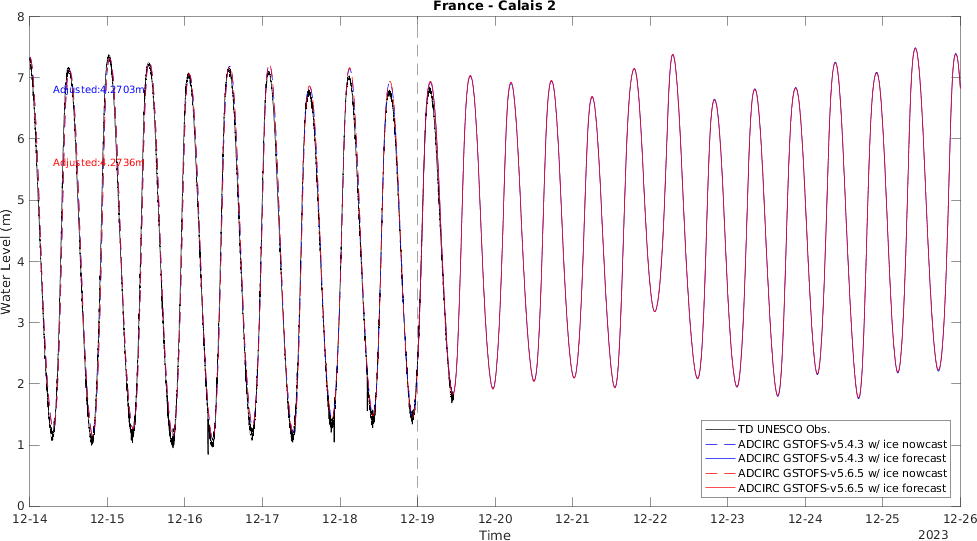 France - Calais 2
8
7
6
5
4
3
2
1
0
Water Level (m)
Adjusted:4.2703m
Adjusted:4.2736m
TD UNESCO Obs.
ADCIRC GSTOFS-v5.4.3 w/ ice nowcast
ADCIRC GSTOFS-v5.4.3 w/ ice forecast
ADCIRC GSTOFS-v5.6.5 w/ ice nowcast
ADCIRC GSTOFS-v5.6.5 w/ ice forecast
12-14 12-15 12-16 12-17 12-18 12-19 12-20 12-21 12-22 12-23 12-24 12-25 12-26
Time
2023